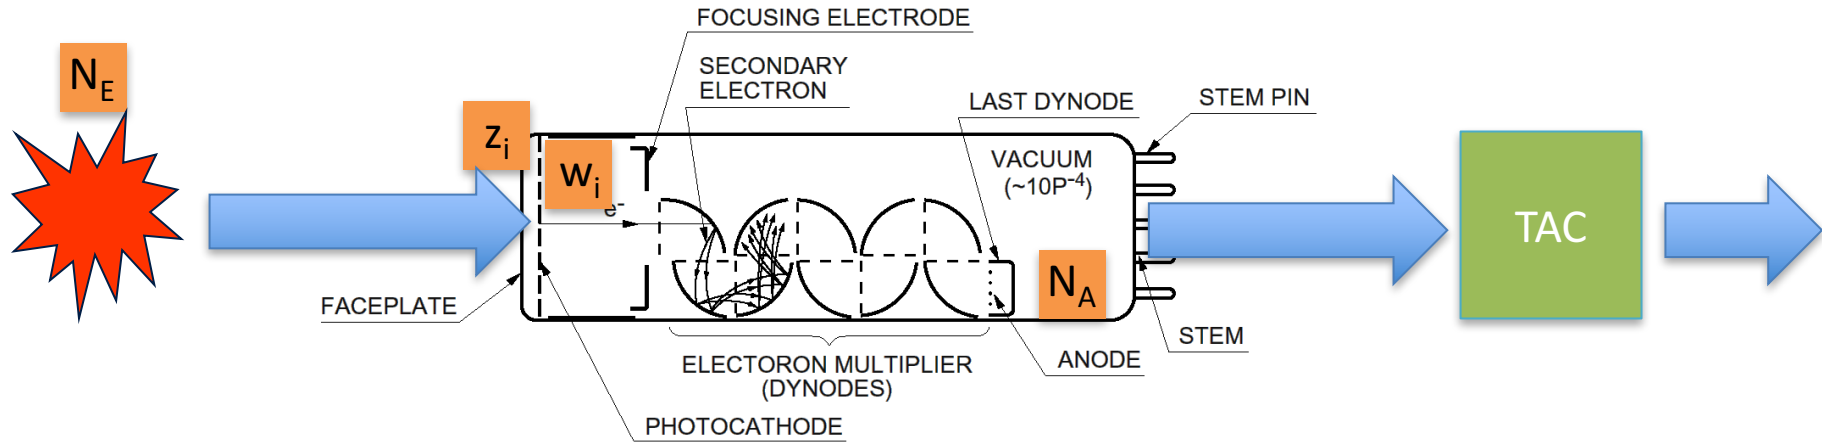 FOCUSING ELECTRODE
N_E
SECONDARY
ELECTRON
LAST DYNODE
STEM PIN
z_i
w_i
e⁻
VACUUM
(~10P⁻⁴)
TAC
N_A
FACEPLATE
STEM
ELECTORON MULTIPLIER
(DYNODES)
ANODE
PHOTOCATHODE